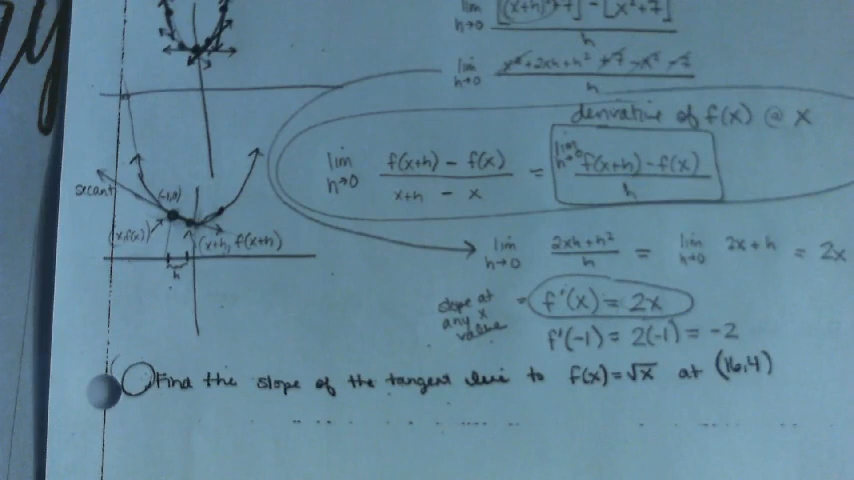 lim h→0 [(x+h)²+7] - [x²+7] / h
lim h→0 x²+2xh+h²+7-x²-7 / h
derivative of f(x) @ x
lim h→0 f(x+h) - f(x) / x+h - x = lim h→0 f(x+h) - f(x) / h
secant
(x, f(x))
(x+h, f(x+h)
h
lim h→0 2xh+h² / h = lim h→0 2x+h = 2x
slope at any x value = f'(x) = 2x
f'(-1) = 2(-1) = -2
Find the slope of the tangent line to f(x)=√x at (16,4)